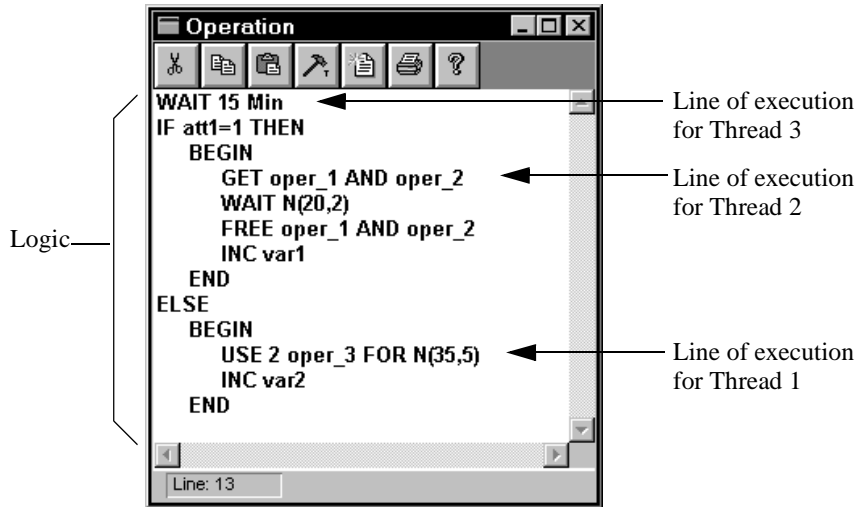 Operation
WAIT 15 Min
IF att1=1 THEN
BEGIN
GET oper_1 AND oper_2
WAIT N(20,2)
FREE oper_1 AND oper_2
INC var1
END
ELSE
BEGIN
USE 2 oper_3 FOR N(35,5)
INC var2
END
Line: 13
Logic
Line of execution
for Thread 3
Line of execution
for Thread 2
Line of execution
for Thread 1